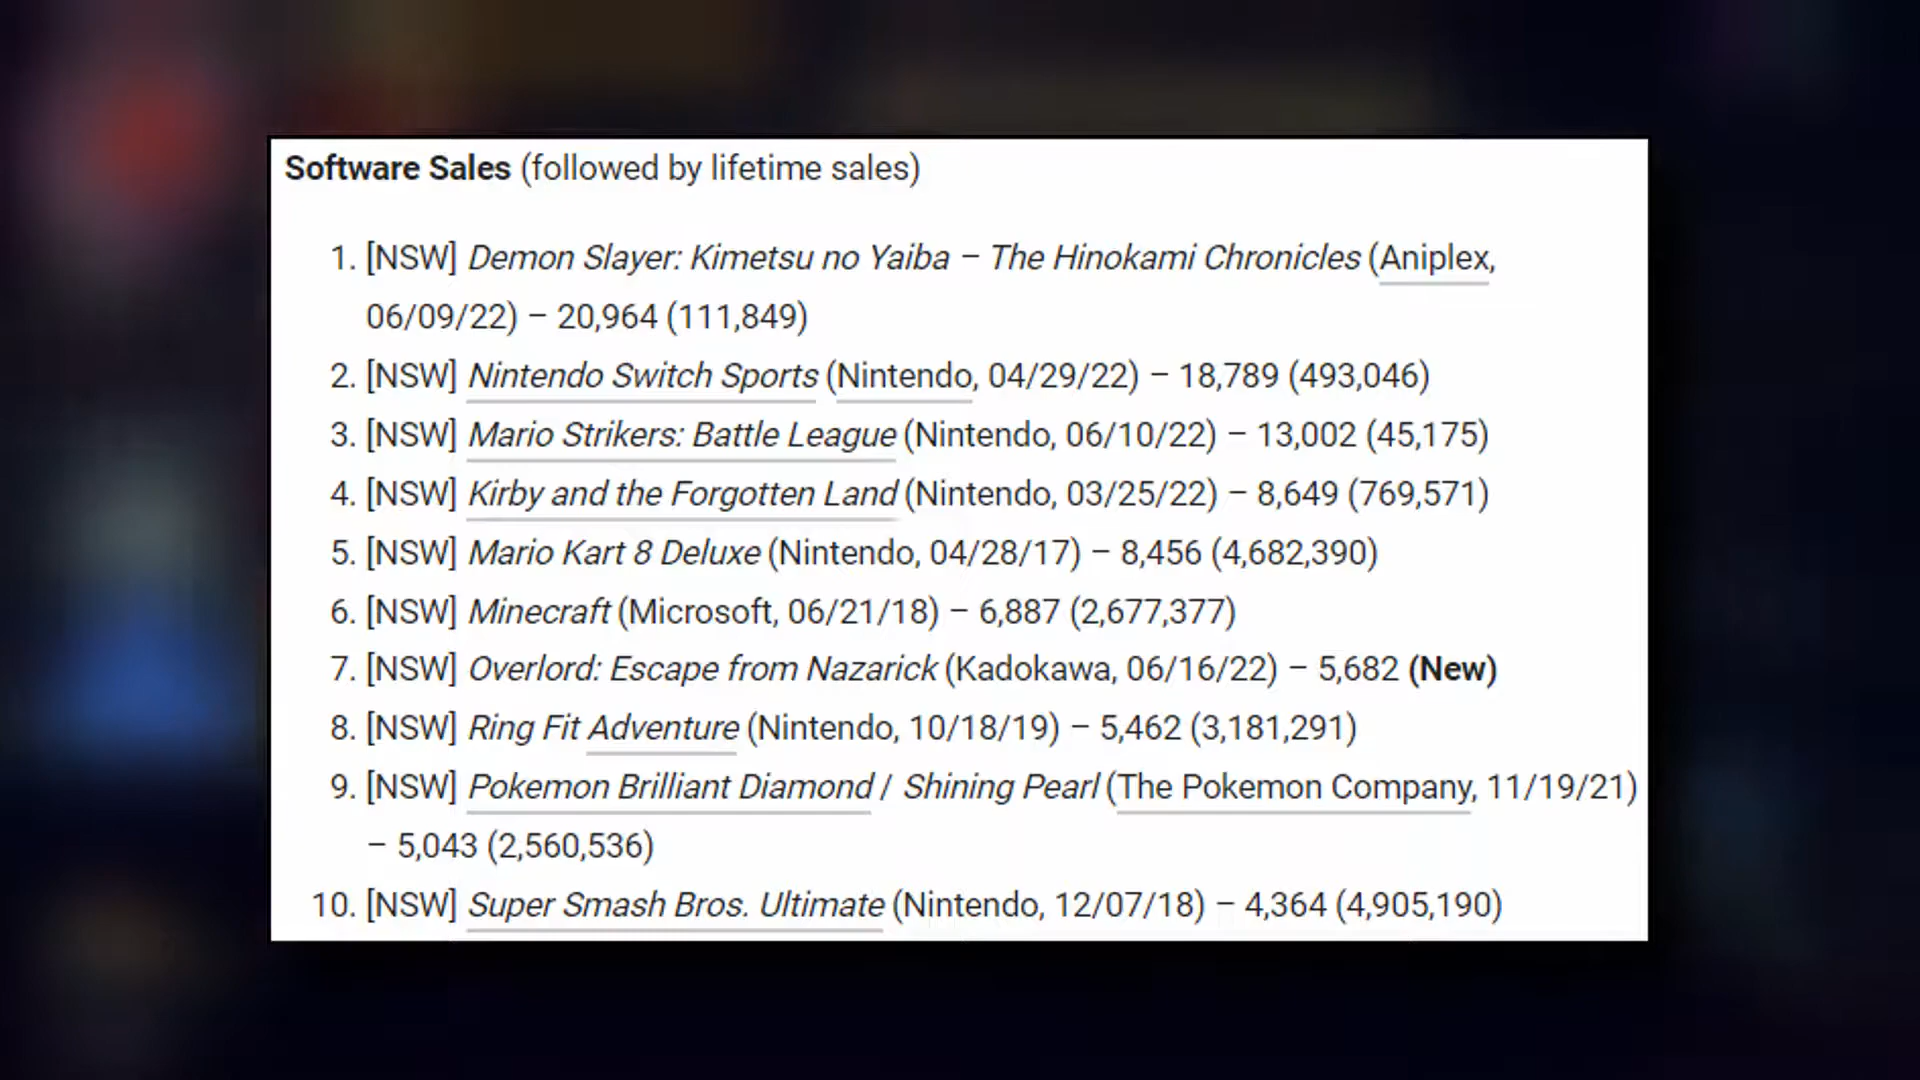 Software Sales (followed by lifetime sales)
1. [NSW] Demon Slayer: Kimetsu no Yaiba – The Hinokami Chronicles (Aniplex,
06/09/22) – 20,964 (111,849)
2. [NSW] Nintendo Switch Sports (Nintendo, 04/29/22) – 18,789 (493,046)
3. [NSW] Mario Strikers: Battle League (Nintendo, 06/10/22) – 13,002 (45,175)
4. [NSW] Kirby and the Forgotten Land (Nintendo, 03/25/22) – 8,649 (769,571)
5. [NSW] Mario Kart 8 Deluxe (Nintendo, 04/28/17) – 8,456 (4,682,390)
6. [NSW] Minecraft (Microsoft, 06/21/18) – 6,887 (2,677,377)
7. [NSW] Overlord: Escape from Nazarick (Kadokawa, 06/16/22) – 5,682 (New)
8. [NSW] Ring Fit Adventure (Nintendo, 10/18/19) – 5,462 (3,181,291)
9. [NSW] Pokemon Brilliant Diamond / Shining Pearl (The Pokemon Company, 11/19/21)
– 5,043 (2,560,536)
10. [NSW] Super Smash Bros. Ultimate (Nintendo, 12/07/18) – 4,364 (4,905,190)